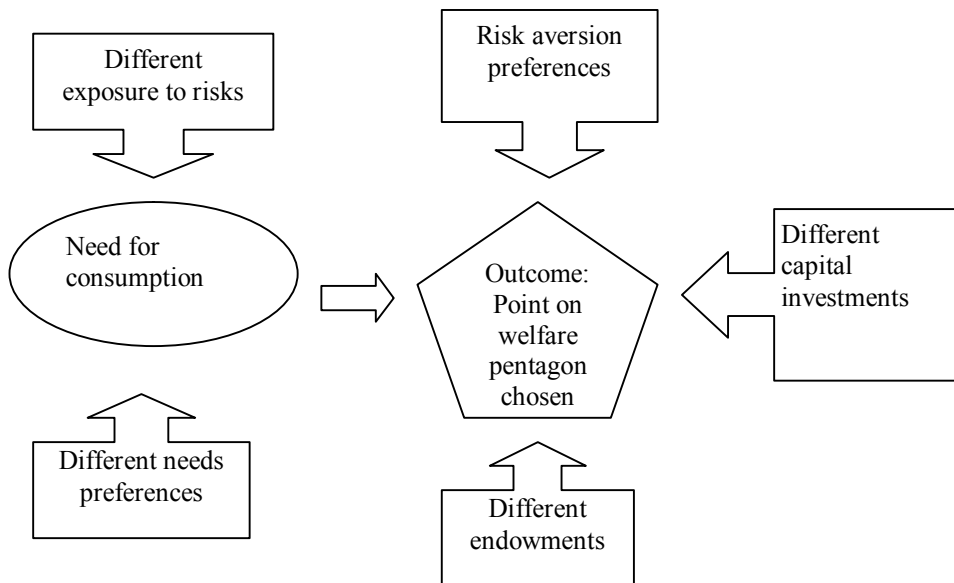 Different
exposure to risks
Risk aversion
preferences
Need for
consumption
Outcome:
Point on
welfare
pentagon
chosen
Different
capital
investments
Different needs
preferences
Different
endowments